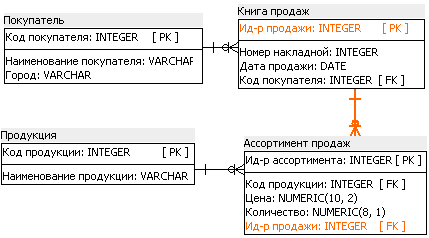 Покупатель
Код покупателя: INTEGER [ PK ]
Наименование покупателя: VARCHAR
Город: VARCHAR
Книга продаж
Ид-р продажи: INTEGER [ PK ]
Номер накладной: INTEGER
Дата продажи: DATE
Код покупателя: INTEGER [ FK ]
Продукция
Код продукции: INTEGER [ PK ]
Наименование продукции: VARCHAR
Ассортимент продаж
Ид-р ассортимента: INTEGER [ PK ]
Код продукции: INTEGER [ FK ]
Цена: NUMERIC(10, 2)
Количество: NUMERIC(8, 1)
Ид-р продажи: INTEGER [ FK ]